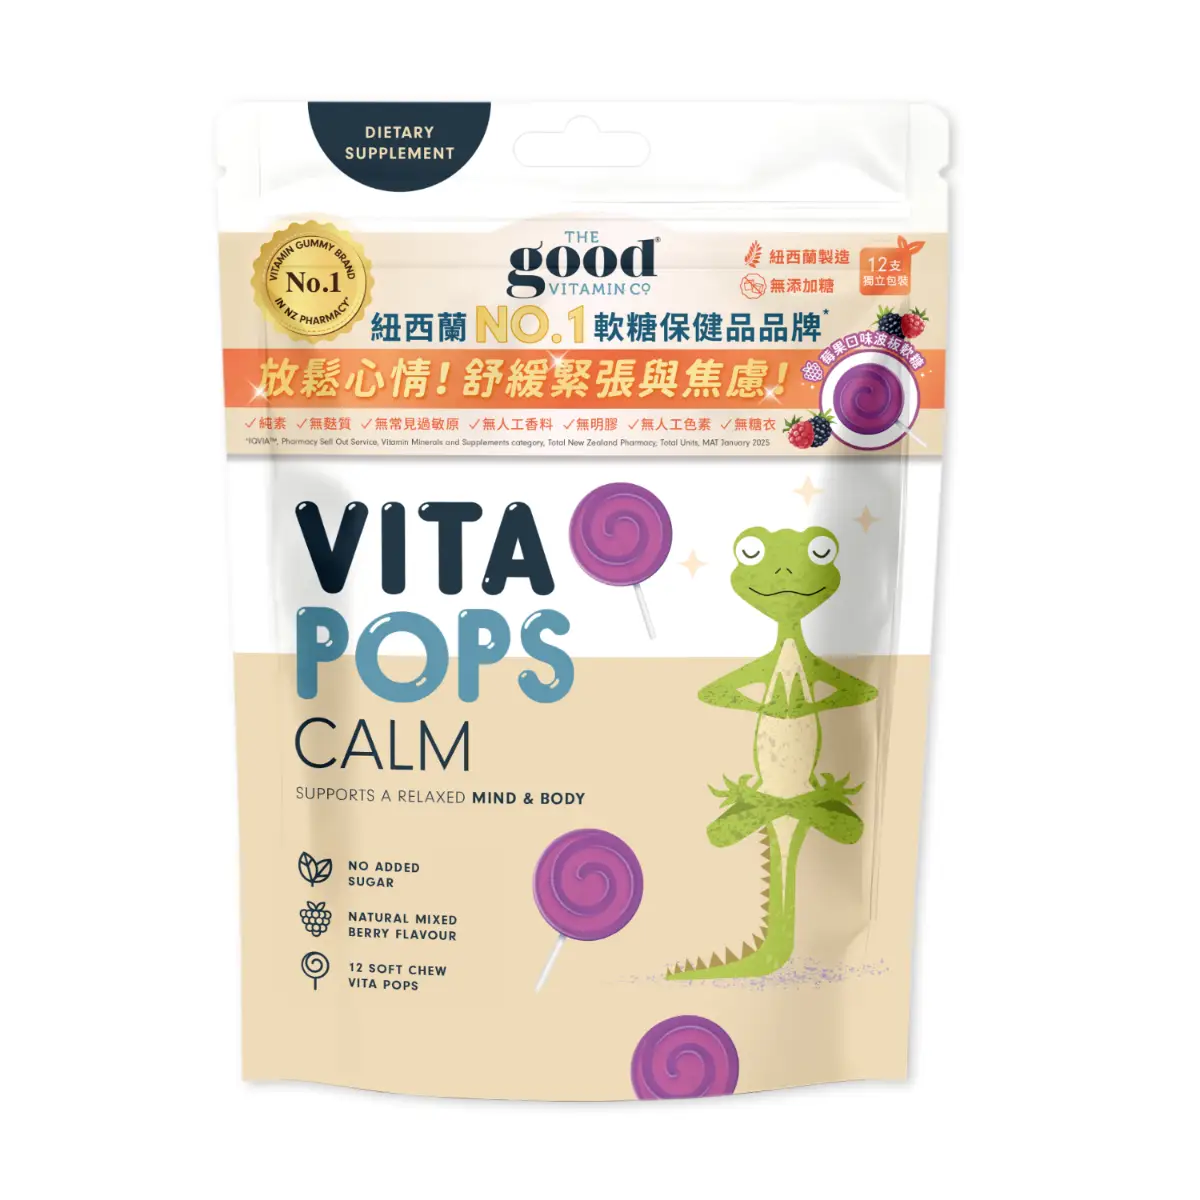 DIETARY
SUPPLEMENT
VITAMIN GUMMY BRAND
No.1
IN NZ PHARMACY*
THE
good®
VITAMIN CO
紐西蘭製造
無添加糖
12支
獨立包裝
紐西蘭NO.1軟糖保健品品牌*
放鬆心情!舒緩緊張與焦慮!
莓果口味波板軟糖
✓純素 ✓無麩質 ✓無常見過敏原 ✓無人工香料 ✓無明膠 ✓無人工色素 ✓無糖衣
*IQVIA™, Pharmacy Sell Out Service, Vitamin Minerals and Supplements category, Total New Zealand Pharmacy, Total Units, MAT January 2025
VITA
POPS
CALM
SUPPORTS A RELAXED MIND & BODY
NO ADDED
SUGAR
NATURAL MIXED
BERRY FLAVOUR
12 SOFT CHEW
VITA POPS